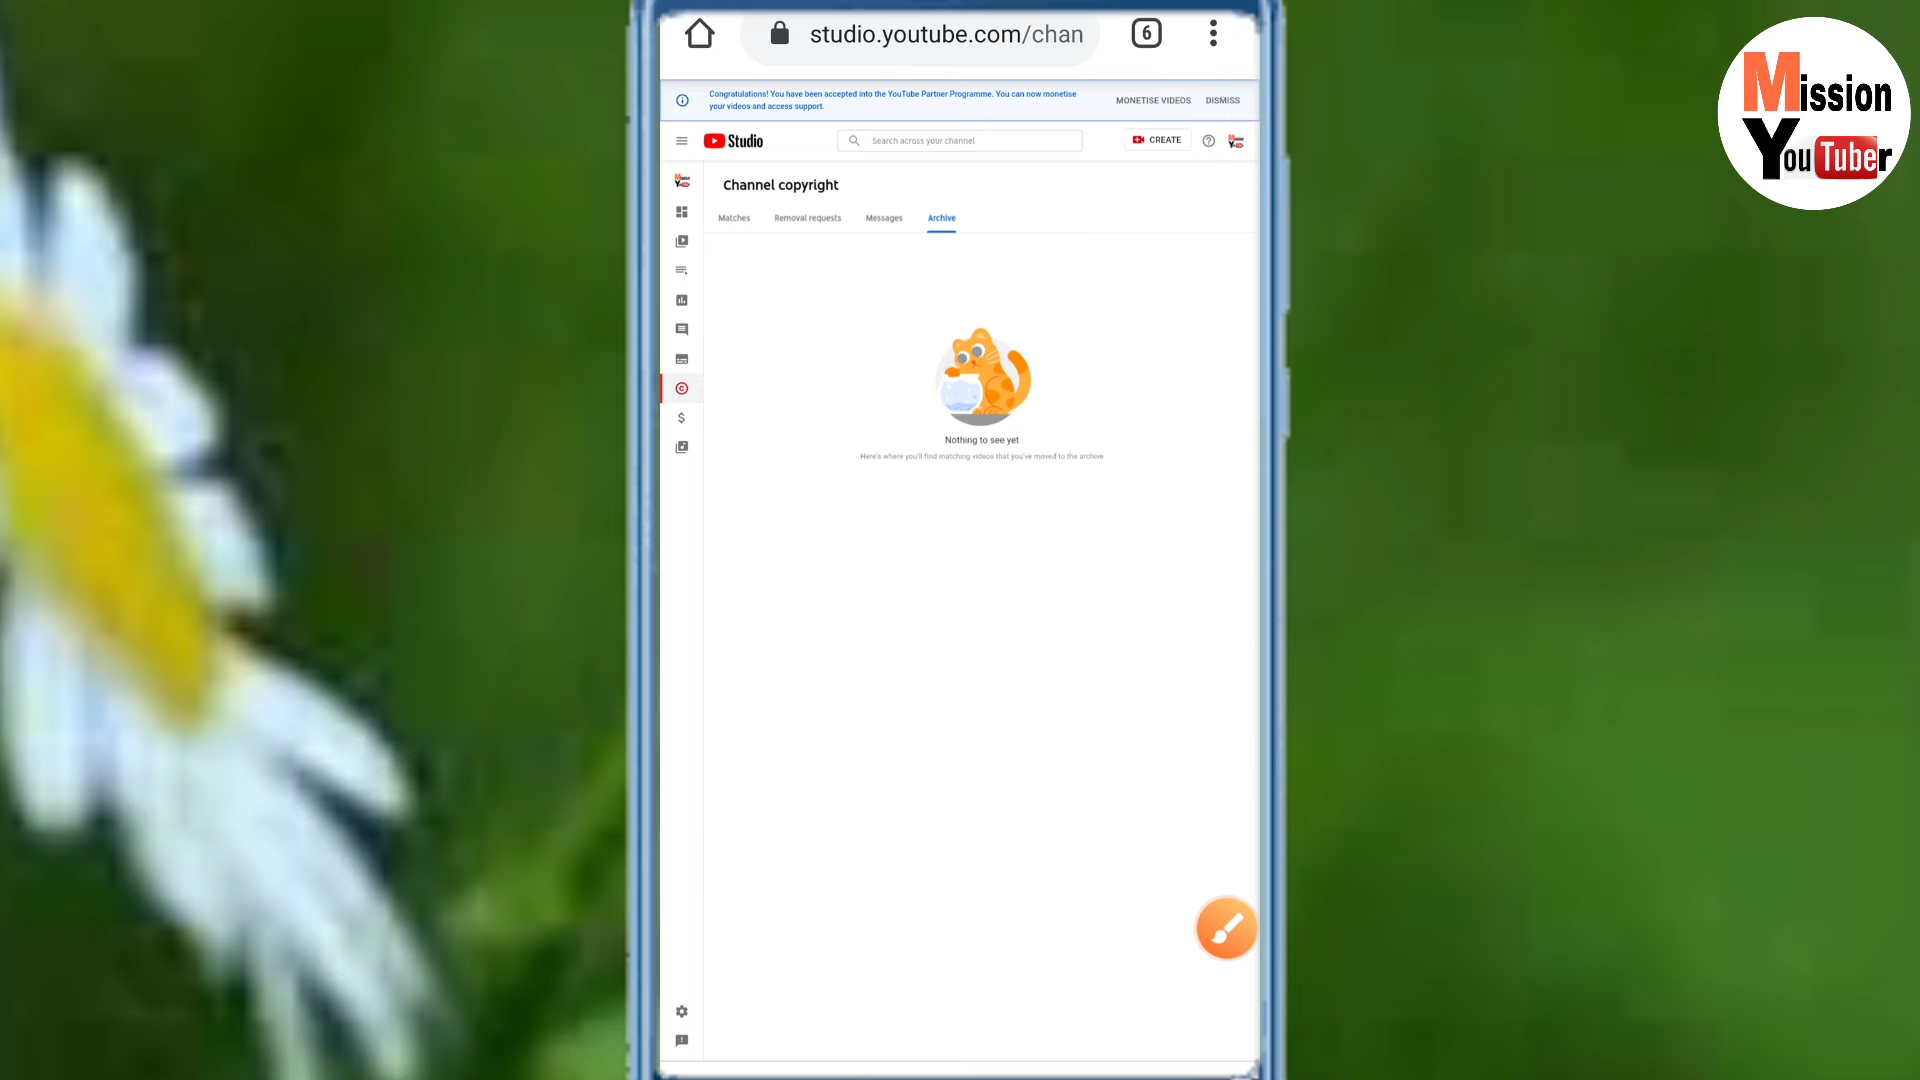 studio.youtube.com/chan
6
Congratulations! You have been accepted into the YouTube Partner Programme. You can now monetise
your videos and access support.
MONETISE VIDEOS
DISMISS
Studio
Search across your channel
CREATE
Channel copyright
Matches
Removal requests
Messages
Archive
Nothing to see yet
Here's where you'll find matching videos that you've moved to the archive
Mission
YouTuber